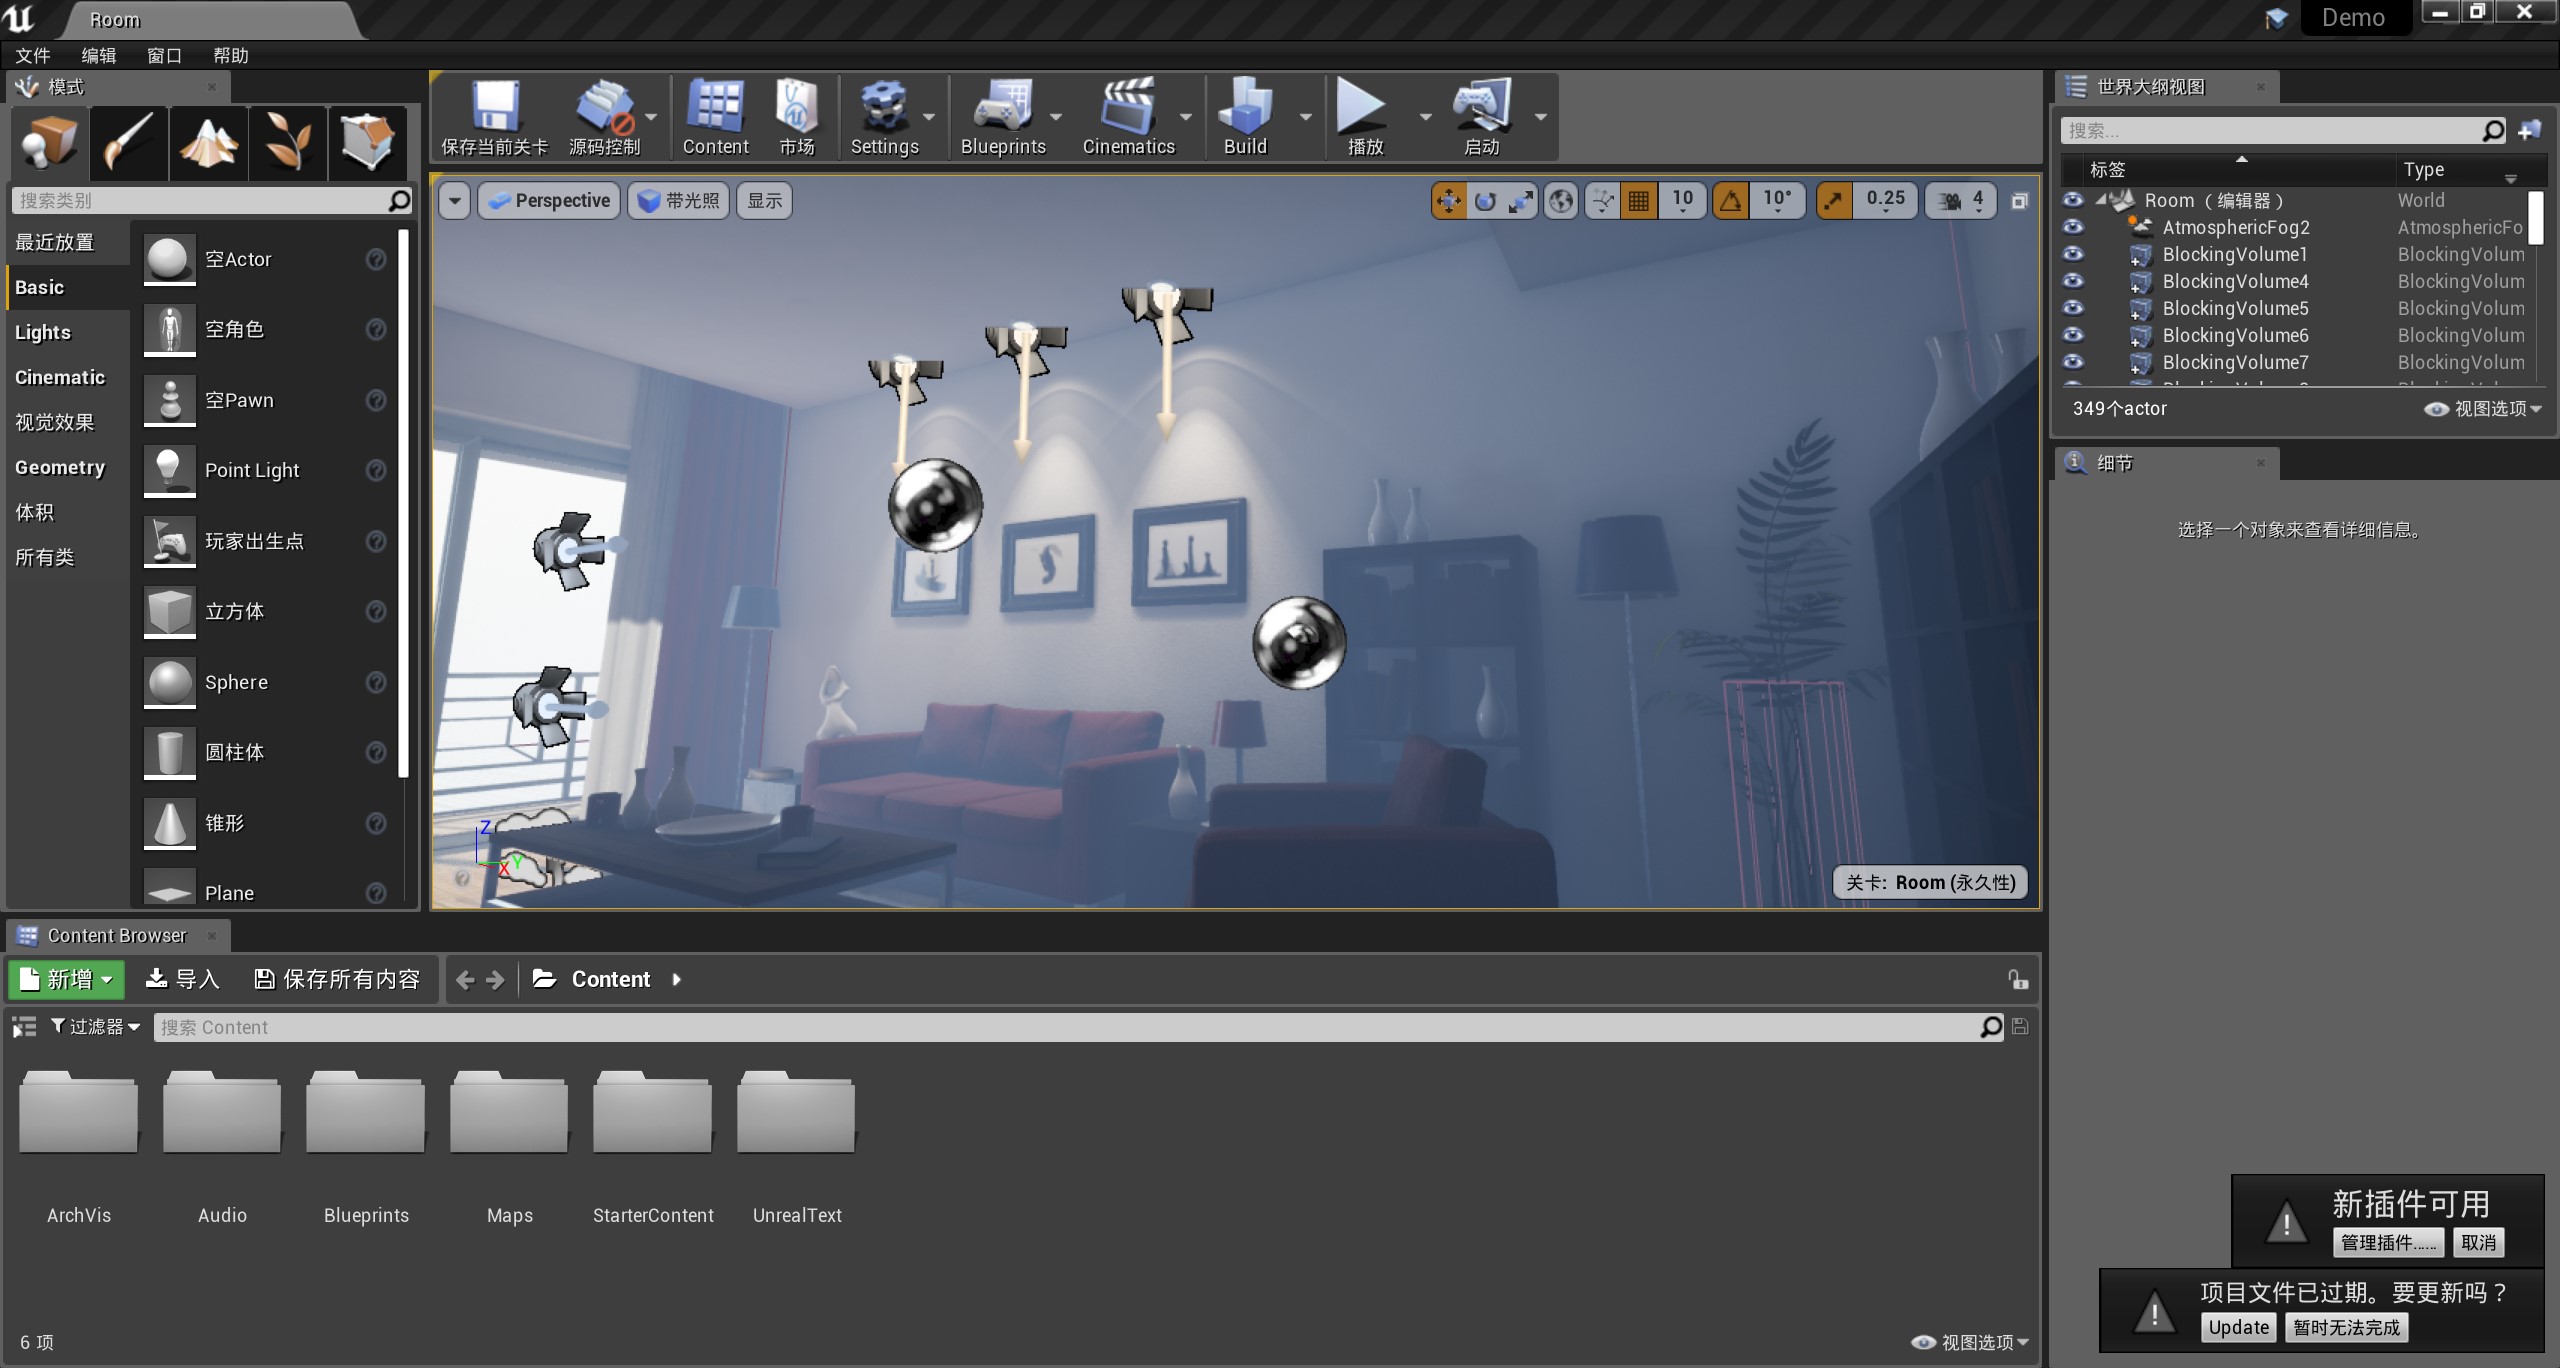 Room
Demo
文件 编辑 窗口 帮助
模式
保存当前关卡 源码控制 Content 市场 Settings Blueprints Cinematics Build 播放 启动
世界大纲视图
搜索...
标签 Type
搜索类别
Perspective 带光照 显示 10 10° 0.25 4
Room （编辑器） World
AtmosphericFog2 AtmosphericFo
BlockingVolume1 BlockingVolum
BlockingVolume4 BlockingVolum
BlockingVolume5 BlockingVolum
BlockingVolume6 BlockingVolum
BlockingVolume7 BlockingVolum
349个actor 视图选项
最近放置
Basic
Lights
Cinematic
视觉效果
Geometry
体积
所有类
空Actor
空角色
空Pawn
Point Light
玩家出生点
立方体
Sphere
圆柱体
锥形
Plane
细节
选择一个对象来查看详细信息。
Z
Y
X
关卡: Room (永久性)
Content Browser
新增 导入 保存所有内容 Content
过滤器 搜索 Content
ArchVis Audio Blueprints Maps StarterContent UnrealText
新插件可用
管理插件...... 取消
项目文件已过期。要更新吗？
Update 暂时无法完成
6 项 视图选项